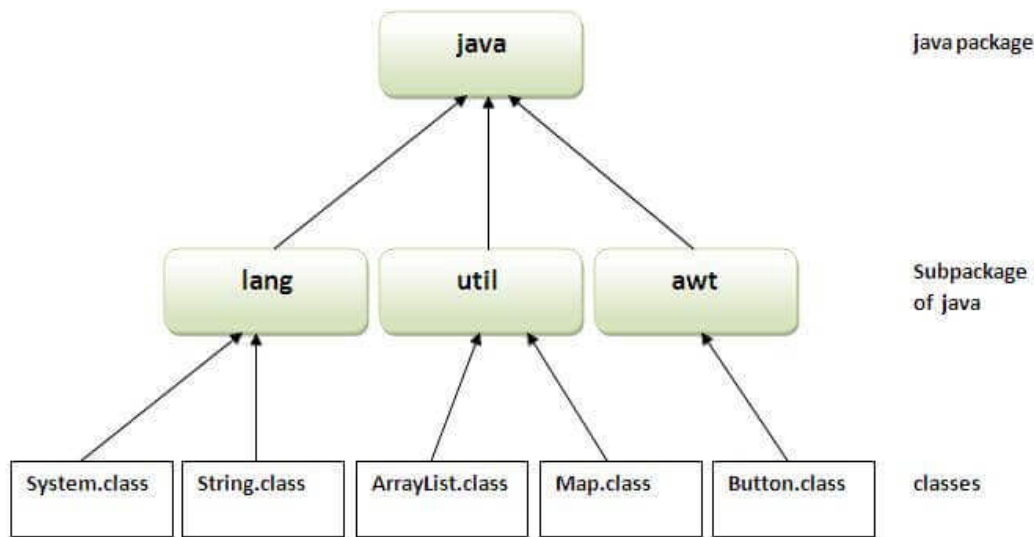 java
java package
lang
util
awt
Subpackage
of java
System.class
String.class
ArrayList.class
Map.class
Button.class
classes